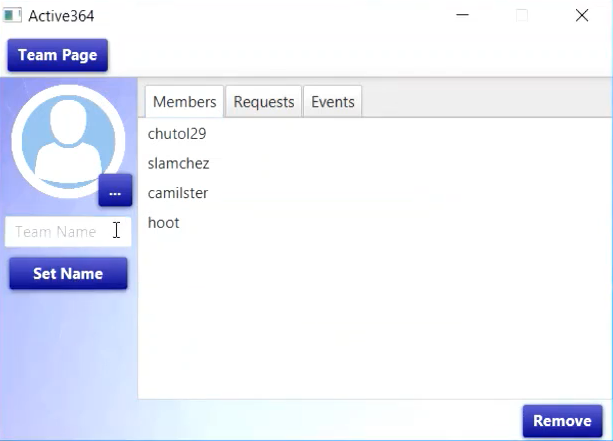 Active364
Team Page
Members Requests Events
chutol29
slamchez
camilster
hoot
...
Team Name
Set Name
Remove